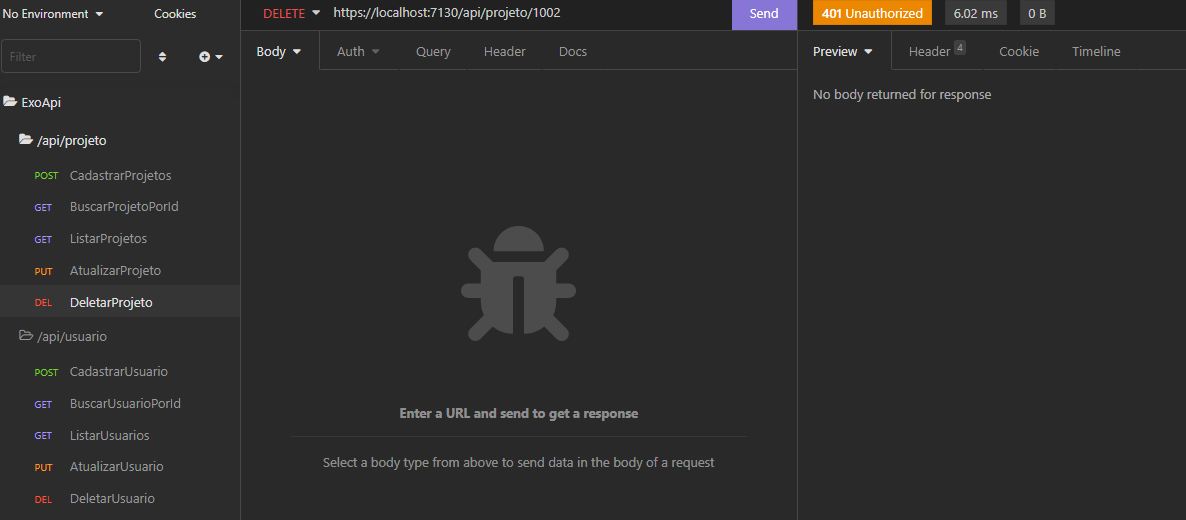 No Environment Cookies
DELETE https://localhost:7130/api/projeto/1002 Send
401 Unauthorized 6.02 ms 0 B
Filter
Body Auth Query Header Docs
Preview Header 4 Cookie Timeline
No body returned for response
ExoApi
/api/projeto
POST CadastrarProjetos
GET BuscarProjetoPorId
GET ListarProjetos
PUT AtualizarProjeto
DEL DeletarProjeto
/api/usuario
POST CadastrarUsuario
GET BuscarUsuarioPorId
GET ListarUsuarios
PUT AtualizarUsuario
DEL DeletarUsuario
Enter a URL and send to get a response
Select a body type from above to send data in the body of a request